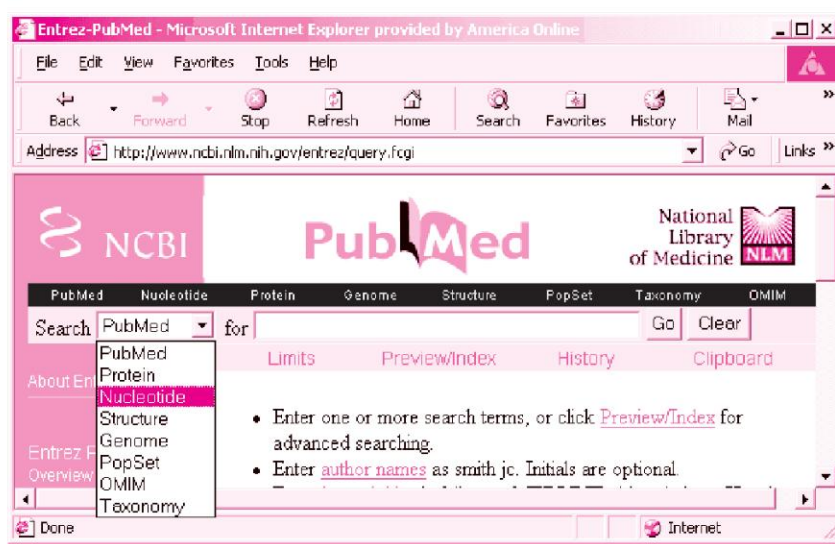 Entrez-PubMed - Microsoft Internet Explorer provided by America Online
File Edit View Favorites Tools Help
Back Forward Stop Refresh Home Search Favorites History Mail »
Address http://www.ncbi.nlm.nih.gov/entrez/query.fcgi Go Links »
NCBI
PubMed
National
Library
of Medicine NLM
PubMed Nucleotide Protein Genome Structure PopSet Taxonomy OMIM
Search PubMed for Go Clear
Limits Preview/Index History Clipboard
PubMed
Protein
Nucleotide
Structure
Genome
PopSet
OMIM
Taxonomy
About
Entrez
Overview
• Enter one or more search terms, or click Preview/Index for
advanced searching.
• Enter author names as smith jc. Initials are optional.
Done Internet